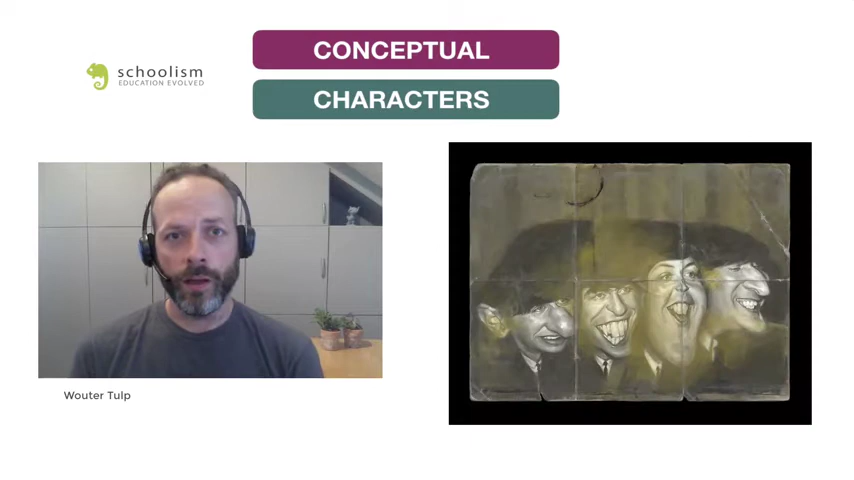 CONCEPTUAL
schoolism
EDUCATION EVOLVED
CHARACTERS
Wouter Tulp